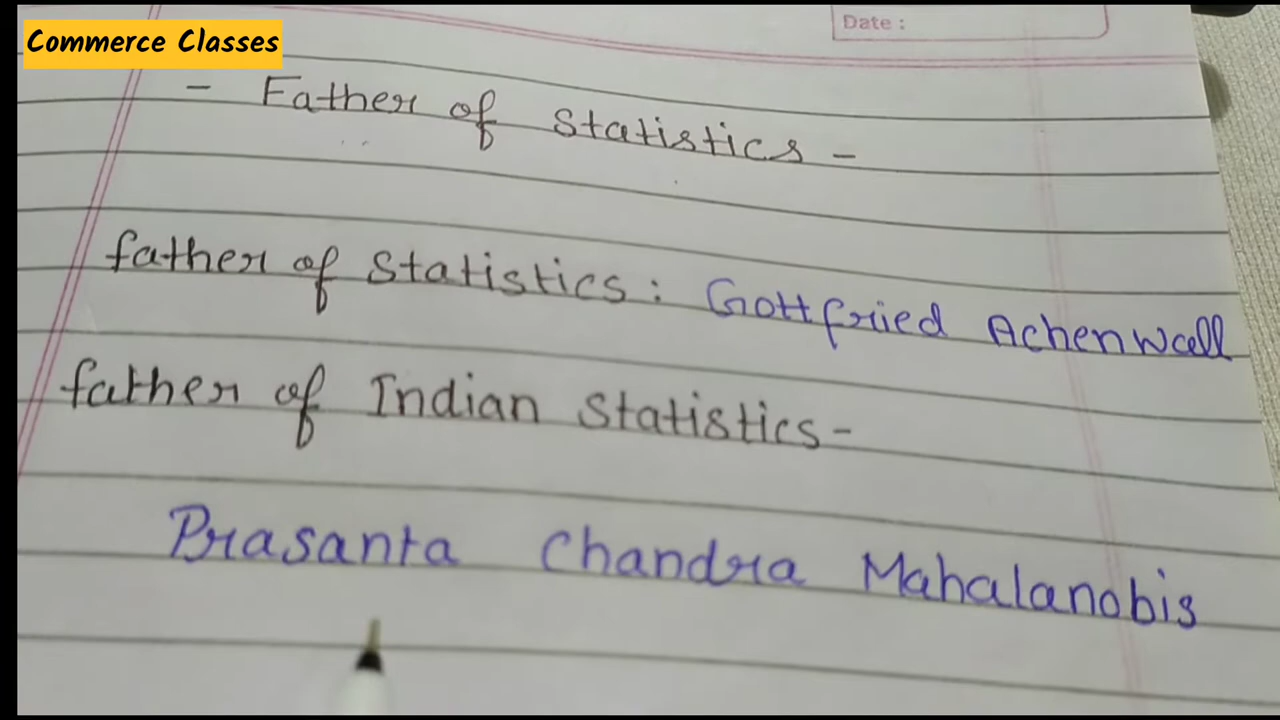 Commerce Classes
Date :
- Father of Statistics -
father of Statistics : Gottfried Achenwall
father of Indian Statistics -
Prasanta Chandra Mahalanobis